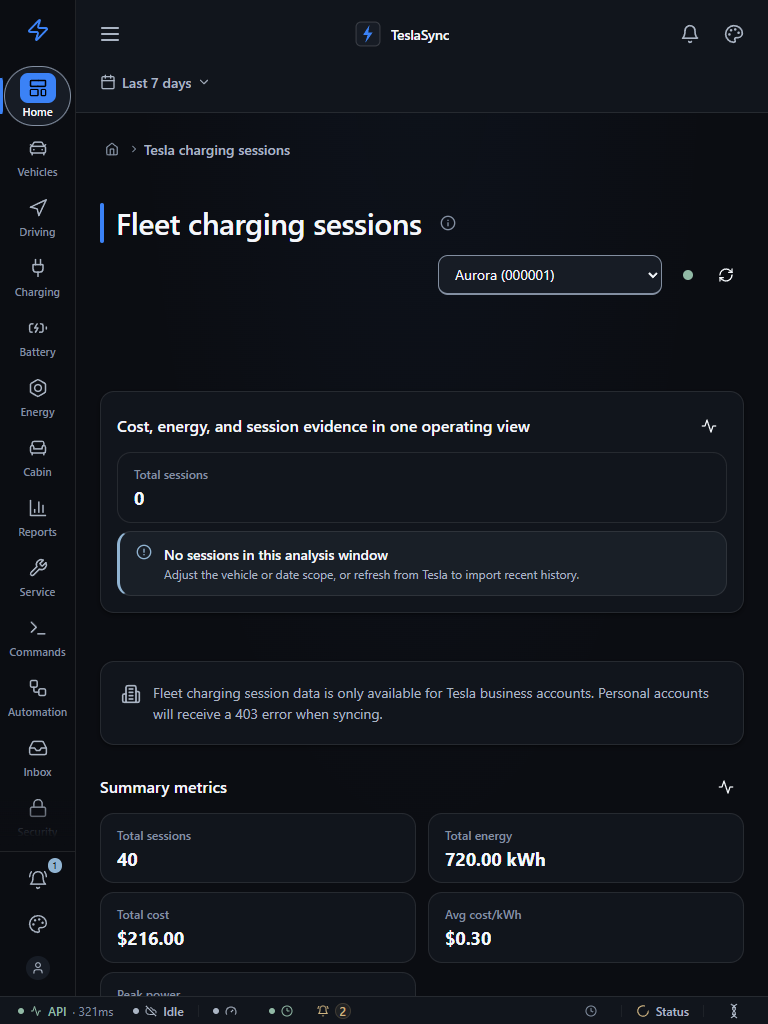 TeslaSync
Last 7 days
Home
Vehicles
Driving
Charging
Battery
Energy
Cabin
Reports
Service
Commands
Automation
Inbox
Security
1
Tesla charging sessions
Fleet charging sessions
Aurora (000001)
Cost, energy, and session evidence in one operating view
Total sessions
0
No sessions in this analysis window
Adjust the vehicle or date scope, or refresh from Tesla to import recent history.
Fleet charging session data is only available for Tesla business accounts. Personal accounts
will receive a 403 error when syncing.
Summary metrics
Total sessions
40
Total energy
720.00 kWh
Total cost
$216.00
Avg cost/kWh
$0.30
Peak power
API · 321ms
Idle
2
Status